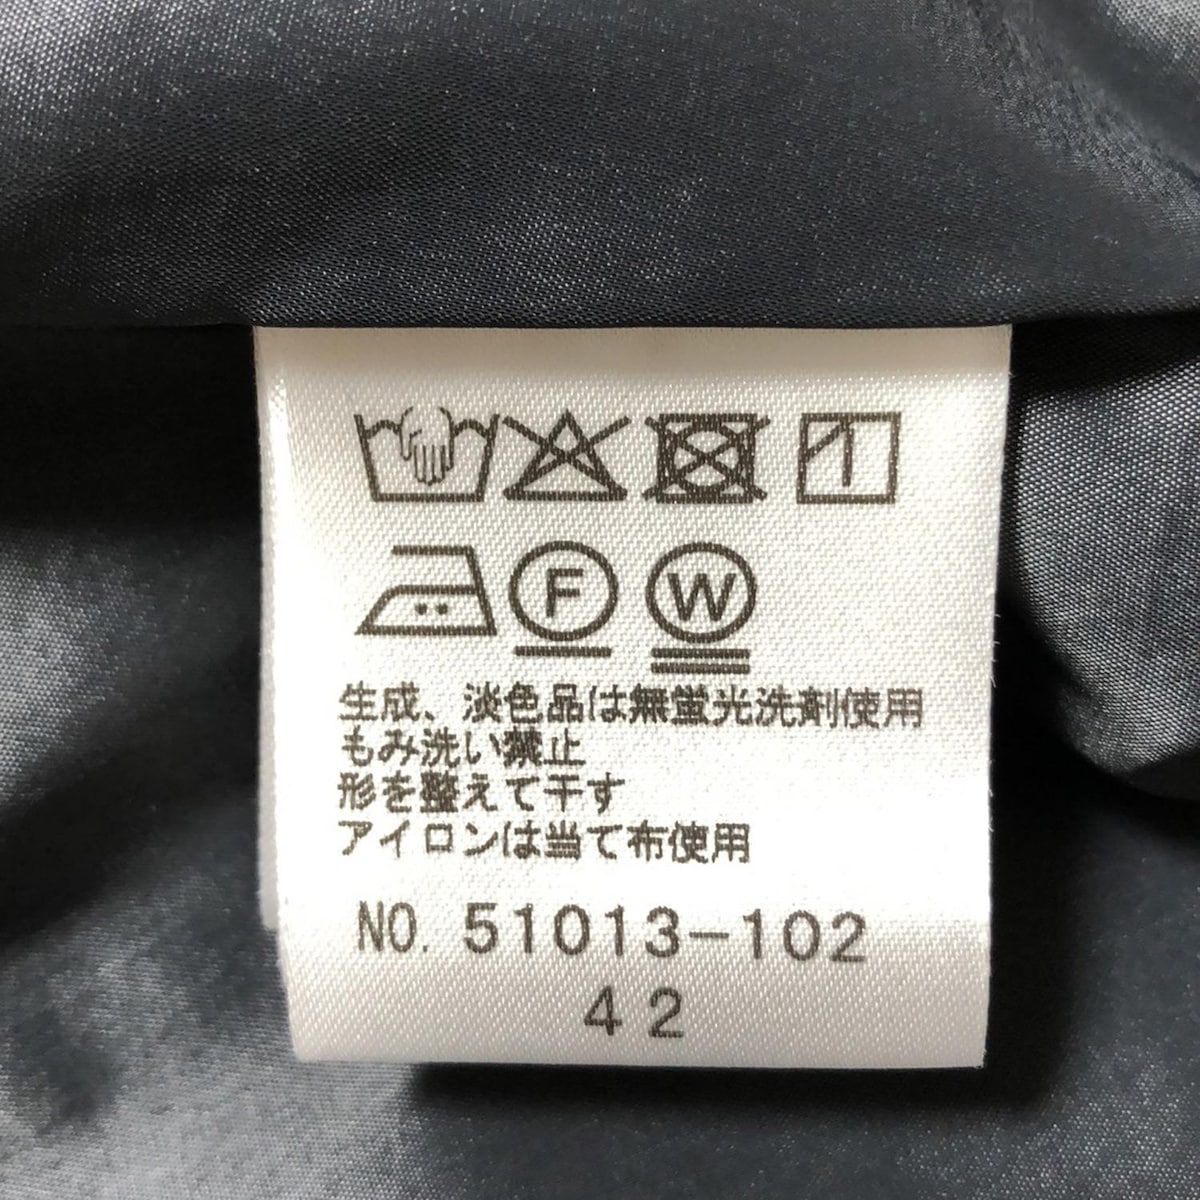 F W
生成、淡色品は無蛍光洗剤使用
もみ洗い禁止
形を整えて干す
アイロンは当て布使用
NO. 51013-102
42